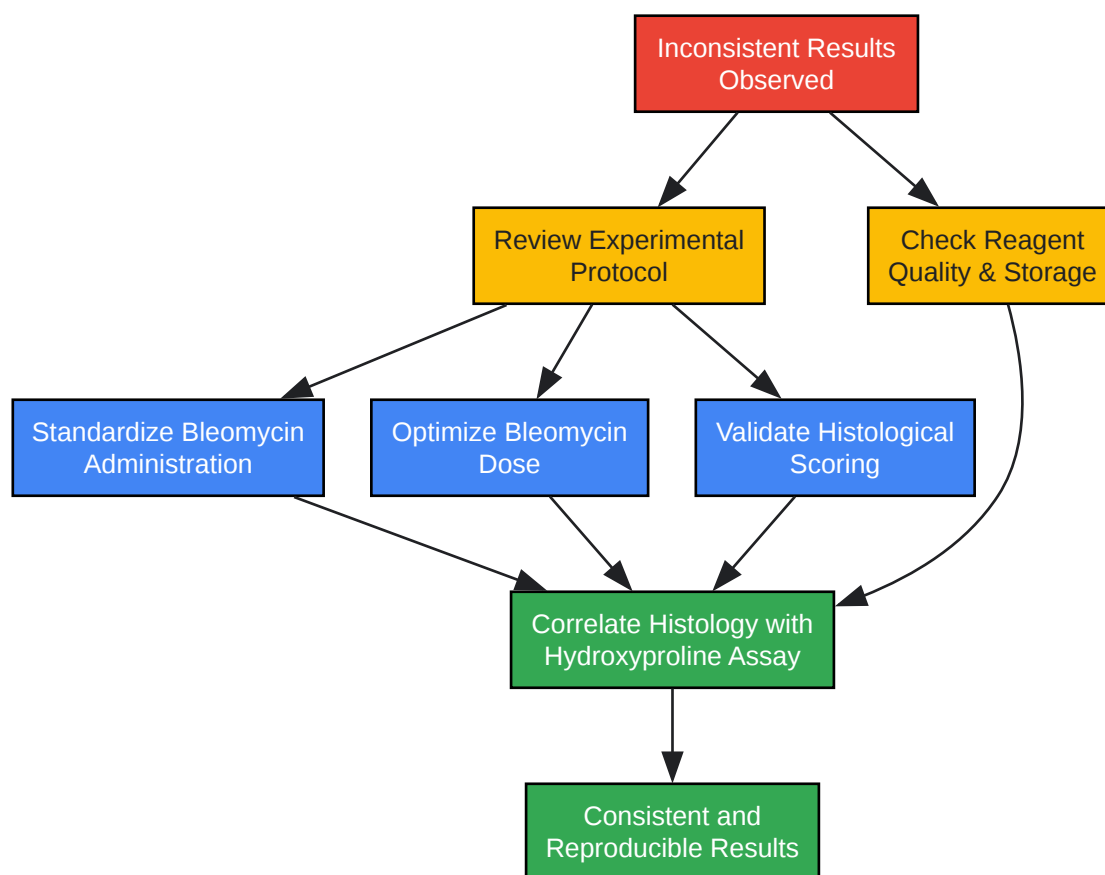 Inconsistent Results
Observed
Review Experimental
Protocol
Check Reagent
Quality & Storage
Standardize Bleomycin
Administration
Optimize Bleomycin
Dose
Validate Histological
Scoring
Correlate Histology with
Hydroxyproline Assay
Consistent and
Reproducible Results